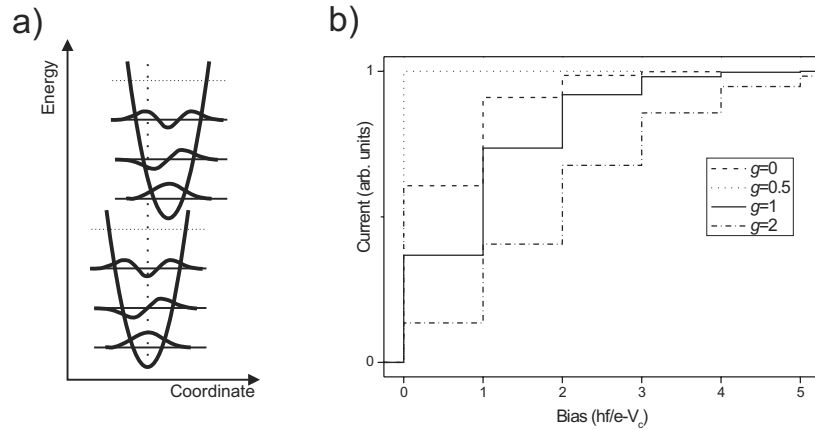 a)
Energy
Coordinate
b)
Current (arb. units)
1
0
g=0
g=0.5
g=1
g=2
0 1 2 3 4 5
Bias (hf/e-Vc)